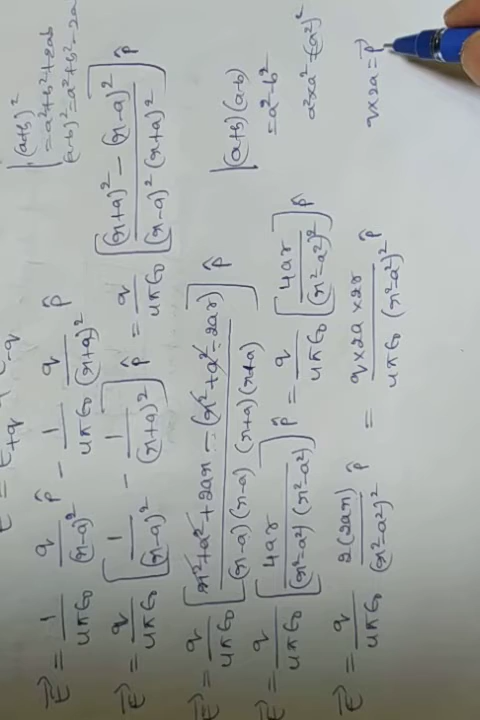 E⃗ = E₊q + E₋q
E⃗ = 1/4πε₀ q/(r-a)² p̂ - 1/4πε₀ q/(r+a)² p̂
E⃗ = q/4πε₀ [1/(r-a)² - 1/(r+a)²] p̂ = q/4πε₀ [(r+a)² - (r-a)² / (r-a)² (r+a)²] p̂
E⃗ = q/4πε₀ [r²+a²+2ar - (r²+a²-2ar) / (r-a)(r-a) (r+a)(r+a)] p̂
E⃗ = q/4πε₀ [4ar / (r²-a²)(r²-a²)] p̂ = q/4πε₀ [4ar / (r²-a²)²] p̂
E⃗ = q/4πε₀ 2(2ar)/(r²-a²)² p̂ = q×2a×2r / 4πε₀ (r²-a²)² p̂
(a+b)²
= a²+b²+2ab
(a-b)² = a²+b²-2a
(a+b)(a-b)
= a²-b²
a²×a² = (a²)²
q×2a = p⃗